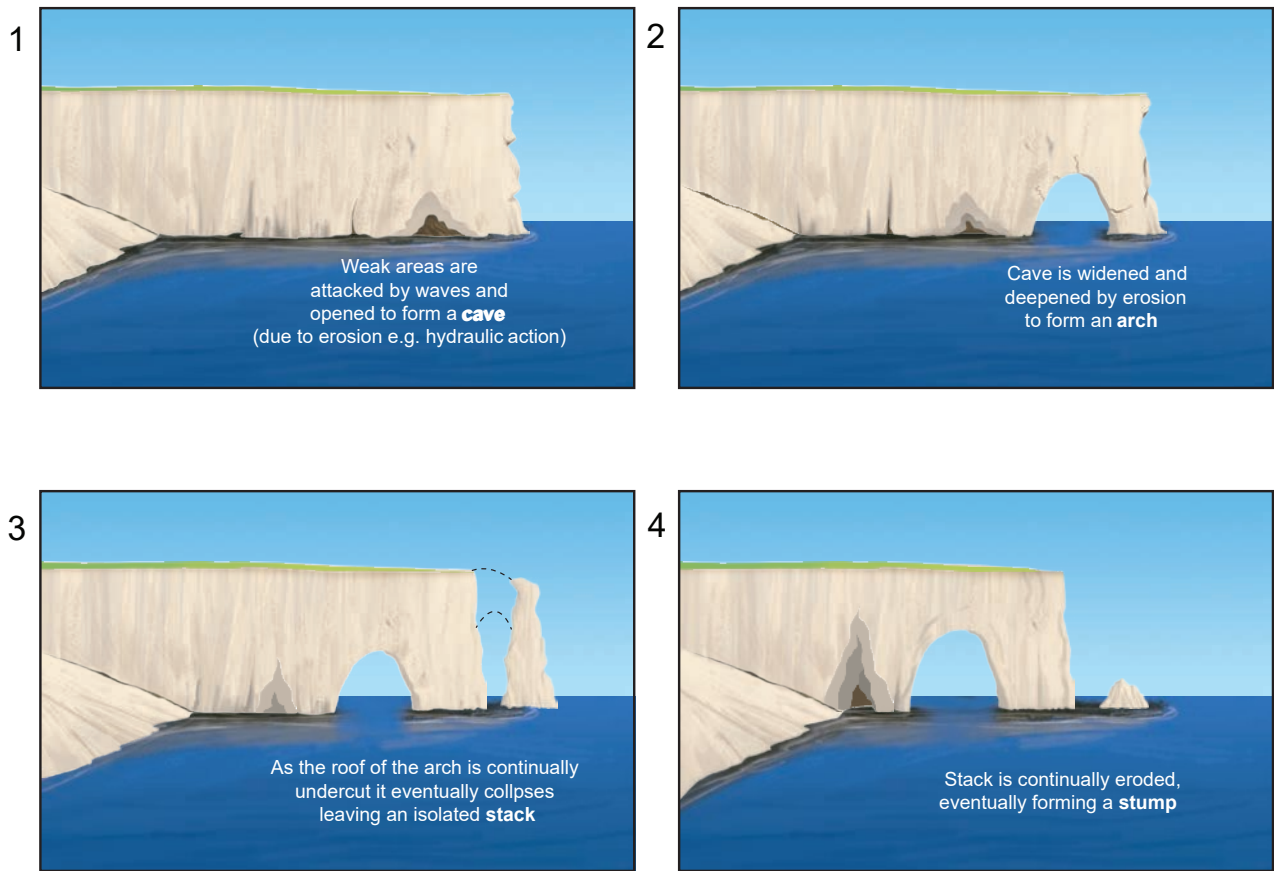 1
Weak areas are
attacked by waves and
opened to form a cave
(due to erosion e.g. hydraulic action)
2
Cave is widened and
deepened by erosion
to form an arch
3
As the roof of the arch is continually
undercut it eventually collpses
leaving an isolated stack
4
Stack is continually eroded,
eventually forming a stump